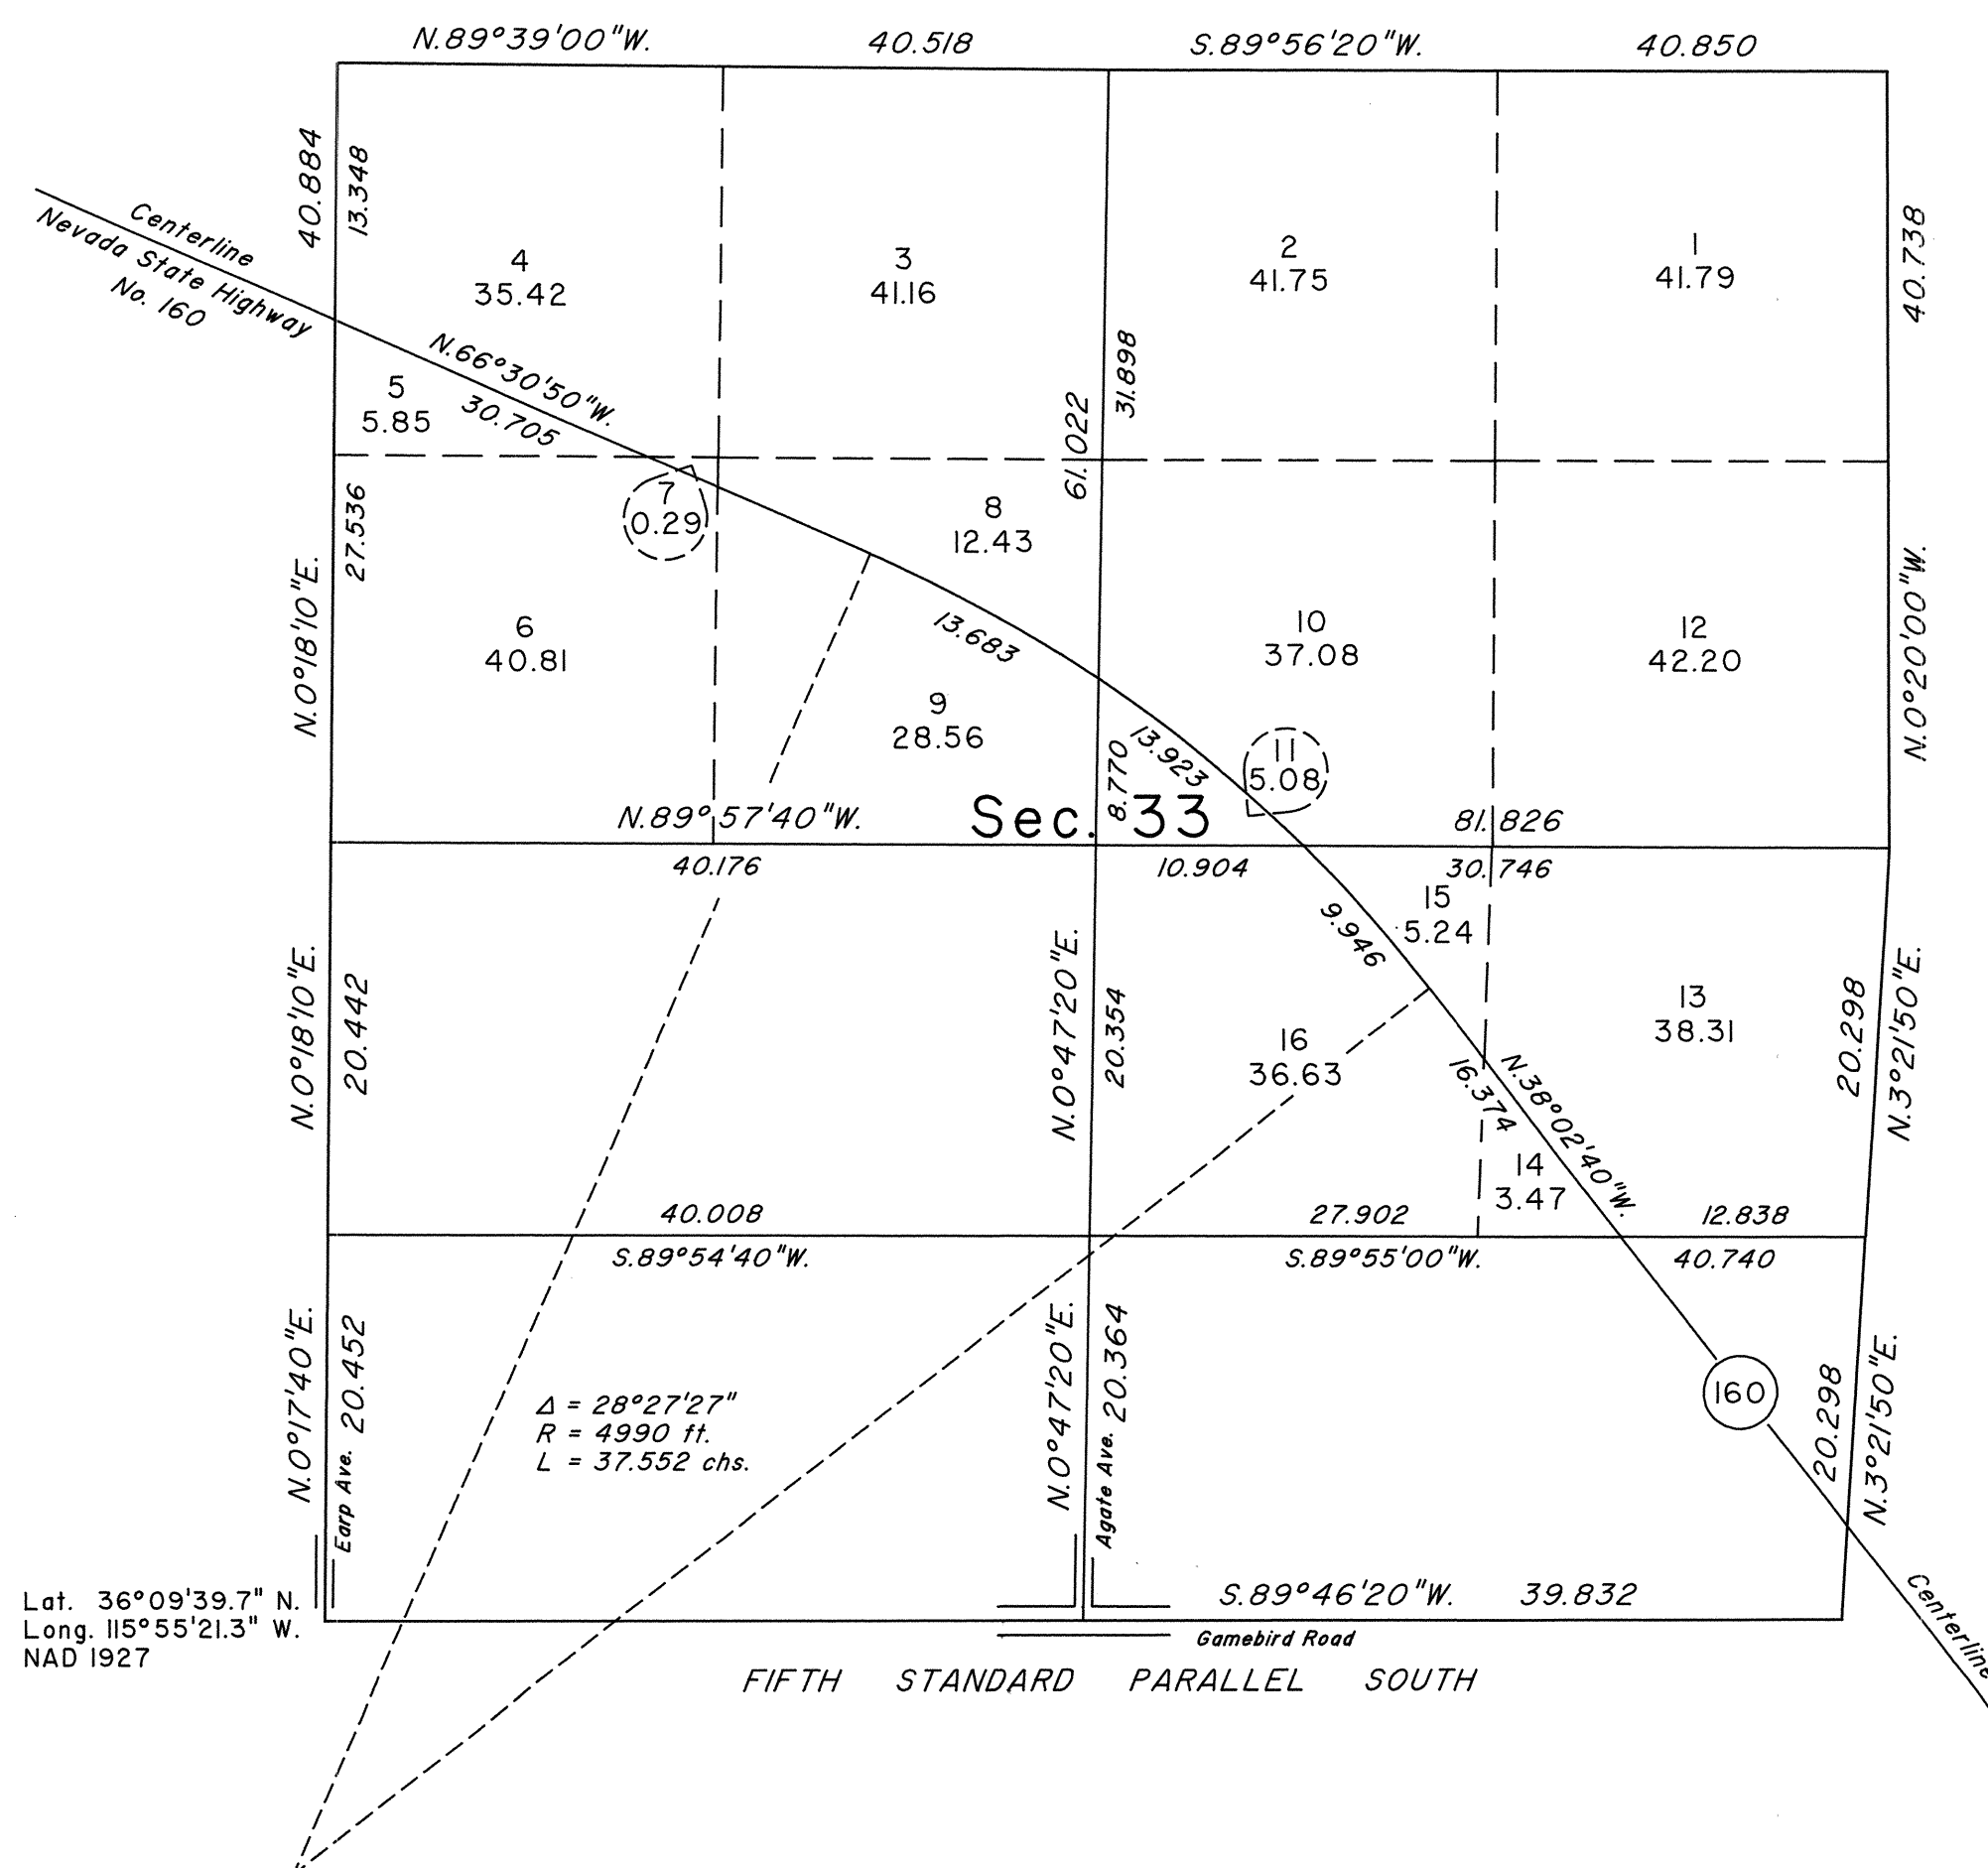 N.89°39'00"W. 40.518 S.89°56'20"W. 40.850
40.884
13.348
40.738
Centerline
Nevada State Highway
No. 160
4
35.42
3
41.16
2
41.75
1
41.79
N.66°30'50"W.
30.705
5
5.85
31.898
61.022
27.536
7
0.29
8
12.43
N.0°18'10"E.
6
40.81
13.683
9
28.56
10
37.08
12
42.20
N.0°20'00"W.
8.770
13.923
11
5.08
N.89°57'40"W.
Sec. 33
81.826
40.176
10.904
30.746
15
5.24
9.946
N.0°18'10"E.
20.442
N.0°47'20"E.
20.354
16
36.63
13
38.31
20.298
N.3°21'50"E.
16.374
N.38°02'40"W.
14
3.47
40.008
27.902
12.838
S.89°54'40"W.
S.89°55'00"W.
40.740
N.0°17'40"E.
Earp Ave. 20.452
Δ = 28°27'27"
R = 4990 ft.
L = 37.552 chs.
N.0°47'20"E.
Agate Ave. 20.364
160
20.298
N.3°21'50"E.
Centerline
Lat. 36°09'39.7" N.
Long. 115°55'21.3" W.
NAD 1927
S.89°46'20"W. 39.832
Gamebird Road
FIFTH STANDARD PARALLEL SOUTH